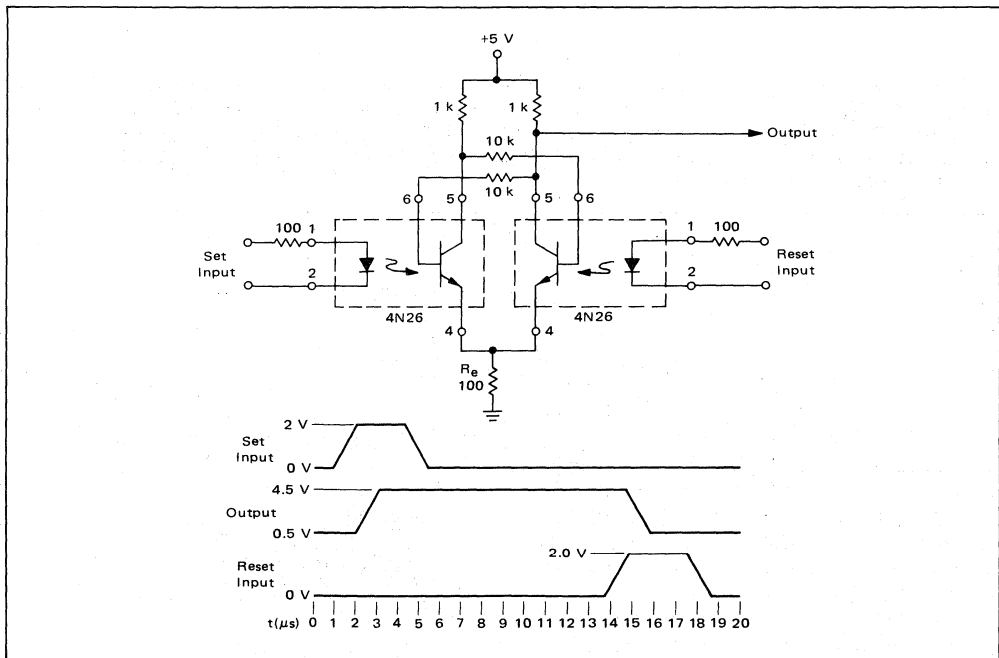 +5 V
1 k 1 k
Output
10 k
10 k
6 5 5 6
100 1 1 100
Set Input
Reset Input
2 2
4N26 4N26
4 4
Re
100
2 V
Set Input
0 V
4.5 V
Output
0.5 V
2.0 V
Reset Input
0 V
t(μs) 0 1 2 3 4 5 6 7 8 9 10 11 12 13 14 15 16 17 18 19 20